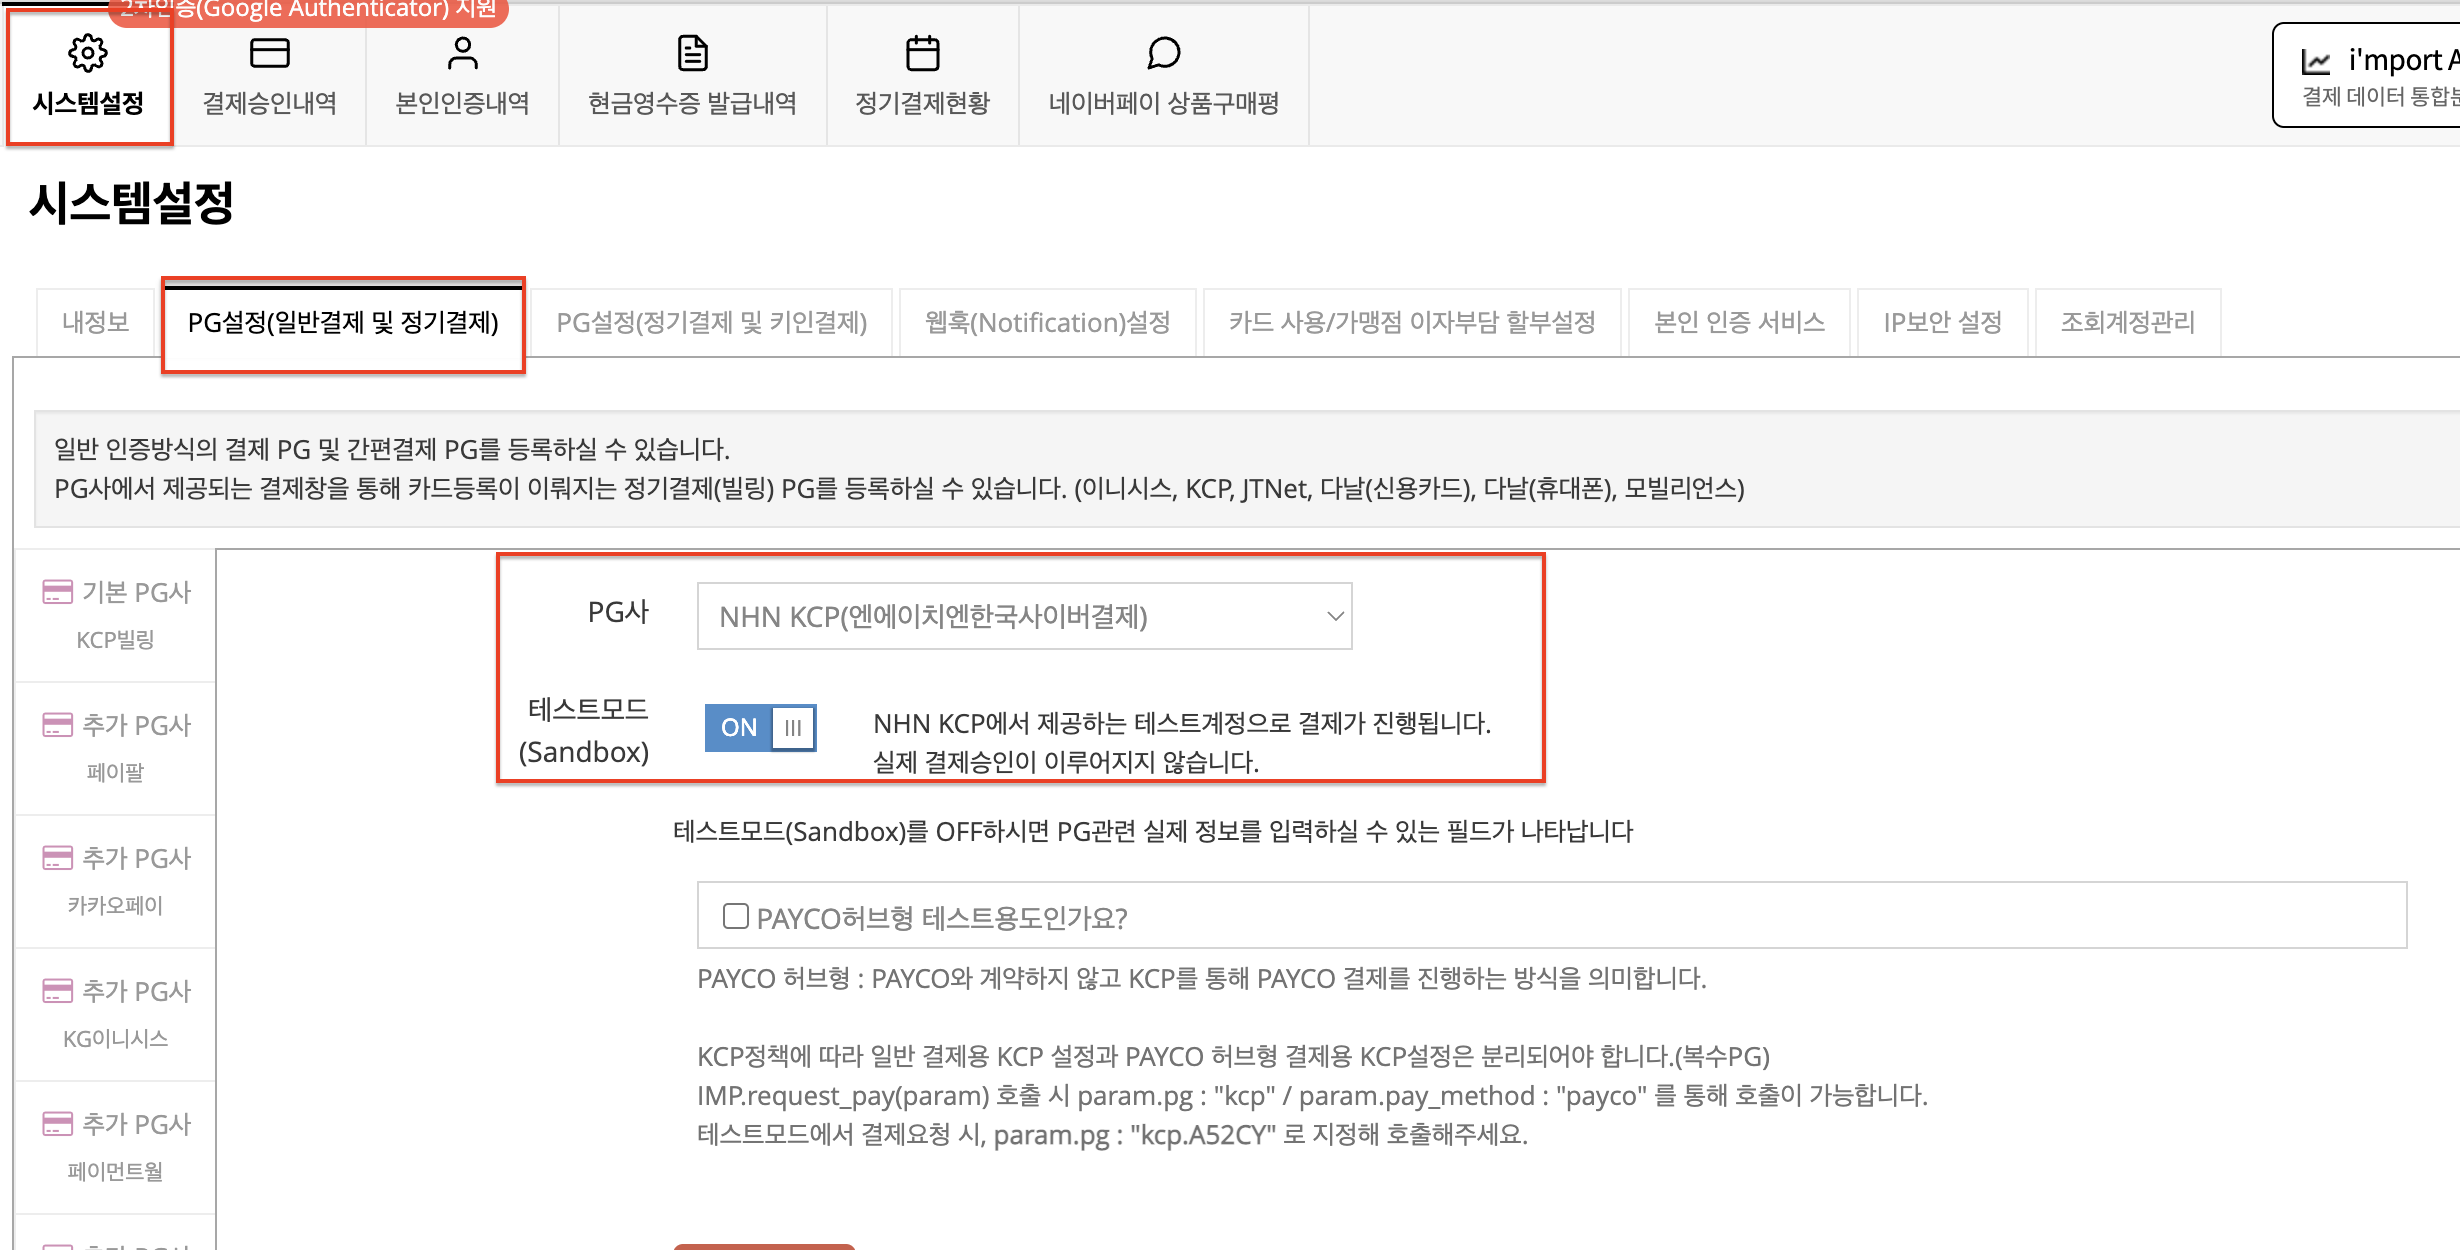 2차인증(Google Authenticator) 지원
시스템설정
결제승인내역
본인인증내역
현금영수증 발급내역
정기결제현황
네이버페이 상품구매평
i'mport
결제 데이터
시스템설정
내정보
PG설정(일반결제 및 정기결제)
PG설정(정기결제 및 키인결제)
웹훅(Notification)설정
카드 사용/가맹점 이자부담 할부설정
본인 인증 서비스
IP보안 설정
조회계정관리
일반 인증방식의 결제 PG 및 간편결제 PG를 등록하실 수 있습니다.
PG사에서 제공되는 결제창을 통해 카드등록이 이뤄지는 정기결제(빌링) PG를 등록하실 수 있습니다. (이니시스, KCP, JTNet, 다날(신용카드), 다날(휴대폰), 모빌리언스)
기본 PG사
KCP빌링
추가 PG사
페이팔
추가 PG사
카카오페이
추가 PG사
KG이니시스
추가 PG사
페이먼트월
PG사
NHN KCP(엔에이치엔한국사이버결제)
테스트모드
(Sandbox)
ON
NHN KCP에서 제공하는 테스트계정으로 결제가 진행됩니다.
실제 결제승인이 이루어지지 않습니다.
테스트모드(Sandbox)를 OFF하시면 PG관련 실제 정보를 입력하실 수 있는 필드가 나타납니다
PAYCO허브형 테스트용도인가요?
PAYCO 허브형 : PAYCO와 계약하지 않고 KCP를 통해 PAYCO 결제를 진행하는 방식을 의미합니다.
KCP정책에 따라 일반 결제용 KCP 설정과 PAYCO 허브형 결제용 KCP설정은 분리되어야 합니다.(복수PG)
IMP.request_pay(param) 호출 시 param.pg : "kcp" / param.pay_method : "payco" 를 통해 호출이 가능합니다.
테스트모드에서 결제요청 시, param.pg : "kcp.A52CY" 로 지정해 호출해주세요.